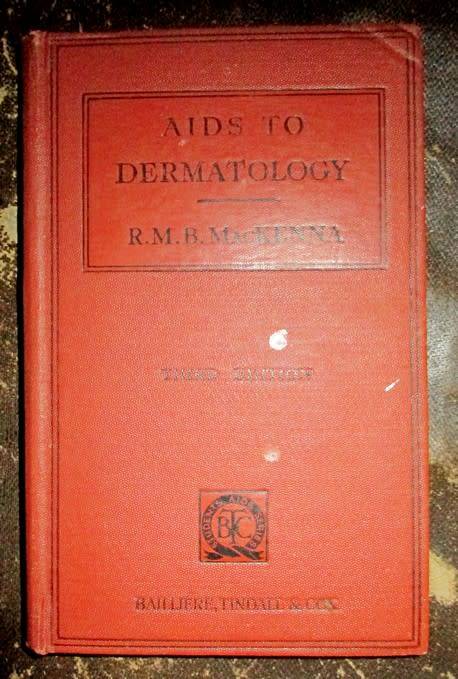 AIDS TO
DERMATOLOGY
R.M.B. MACKENNA
THIRD EDITION
STUDENTS AIDS SERIES
BTC
BAILLIÈRE, TINDALL & COX